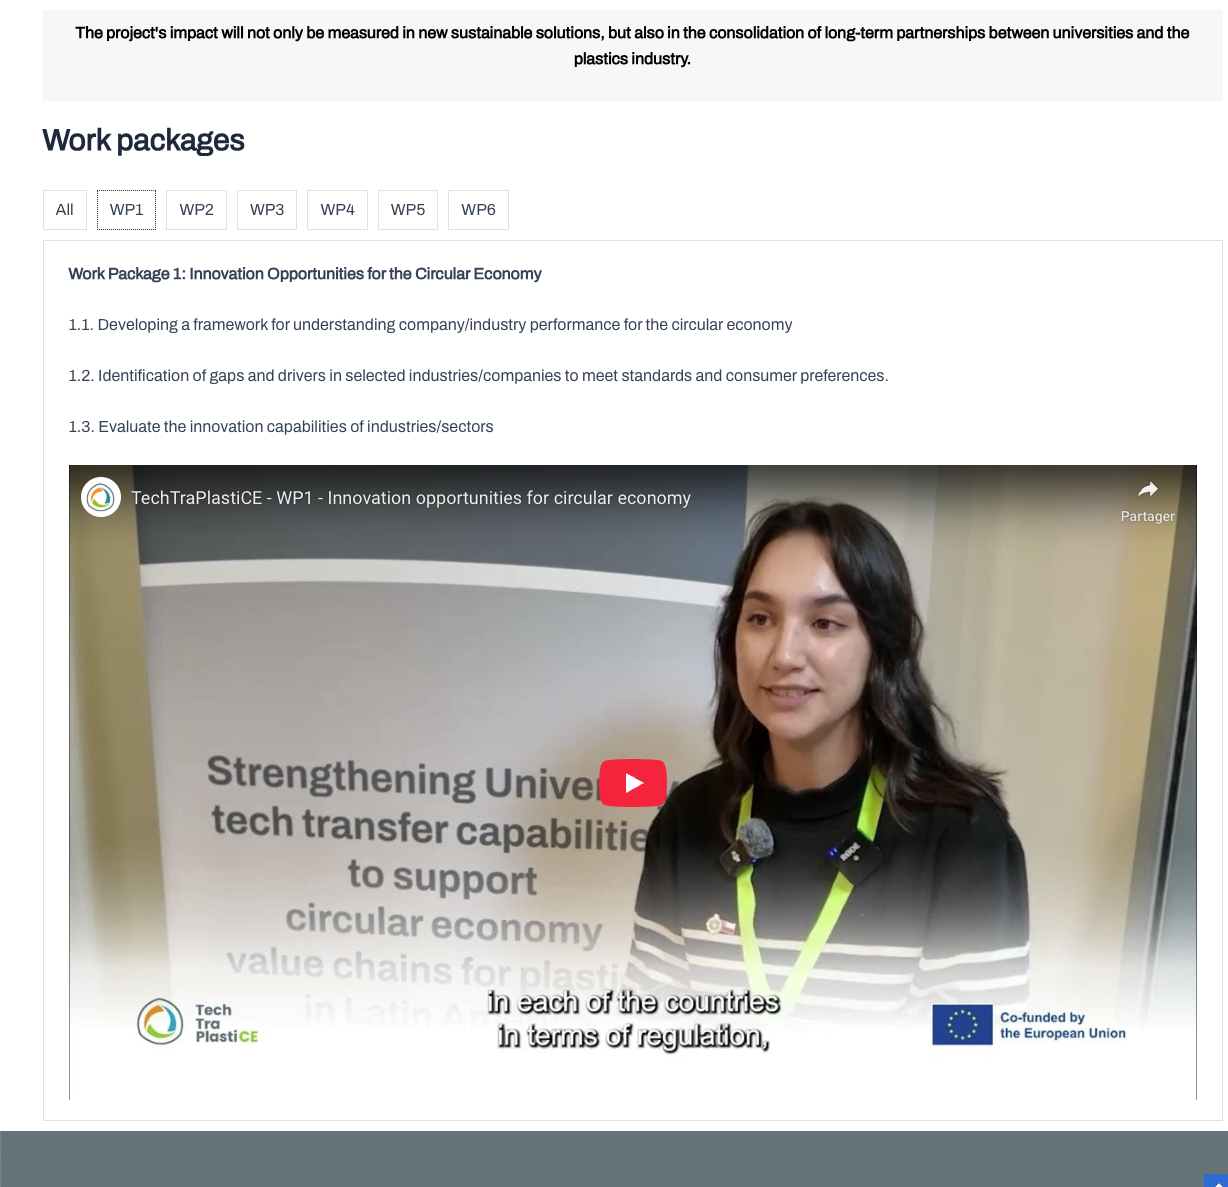 The project's impact will not only be measured in new sustainable solutions, but also in the consolidation of long-term partnerships between universities and the
plastics industry.
Work packages
All WP1 WP2 WP3 WP4 WP5 WP6
Work Package 1: Innovation Opportunities for the Circular Economy
1.1. Developing a framework for understanding company/industry performance for the circular economy
1.2. Identification of gaps and drivers in selected industries/companies to meet standards and consumer preferences.
1.3. Evaluate the innovation capabilities of industries/sectors
TechTraPlastiCE - WP1 - Innovation opportunities for circular economy
Partager
Strengthening Univer
tech transfer capabilitie
to support
circular economy
value chains for plasti
in Latin Am
RØDE
in each of the countries
in terms of regulation,
Tech
Tra
PlastiCE
Co-funded by
the European Union